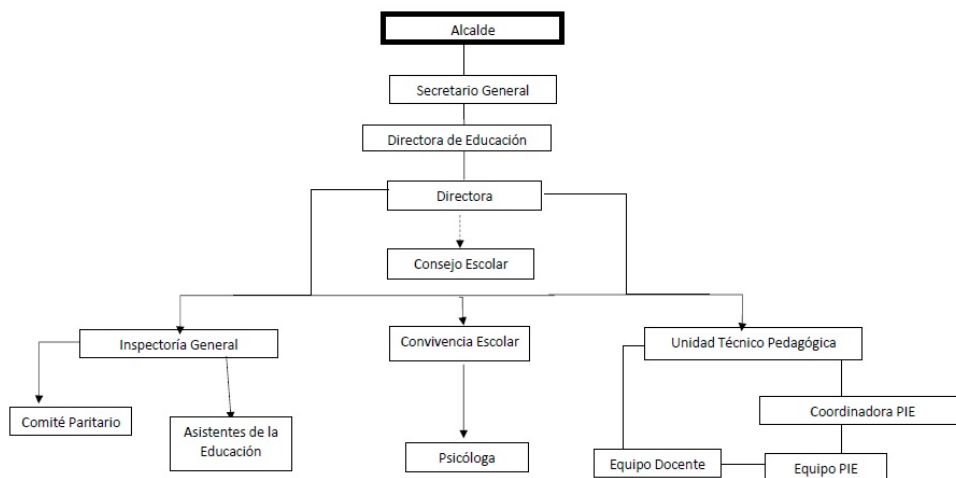 Alcalde
Secretario General
Directora de Educación
Directora
Consejo Escolar
Inspectoría General
Convivencia Escolar
Unidad Técnico Pedagógica
Comité Paritario
Asistentes de la
Educación
Psicóloga
Coordinadora PIE
Equipo Docente
Equipo PIE